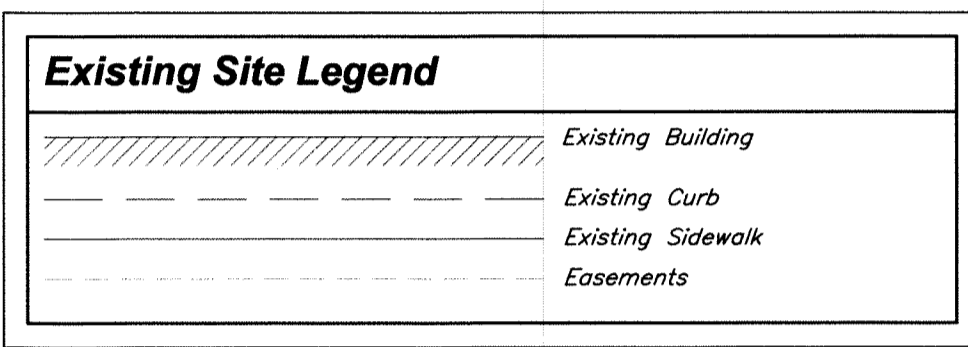 Existing Site Legend
Existing Building
Existing Curb
Existing Sidewalk
Easements